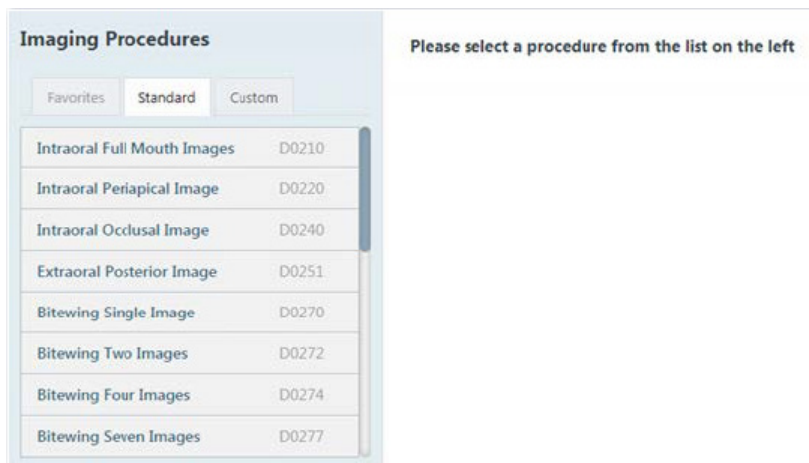 Imaging Procedures
Please select a procedure from the list on the left
Favorites Standard Custom
Intraoral Full Mouth Images D0210
Intraoral Periapical Image D0220
Intraoral Occlusal Image D0240
Extraoral Posterior Image D0251
Bitewing Single Image D0270
Bitewing Two Images D0272
Bitewing Four Images D0274
Bitewing Seven Images D0277